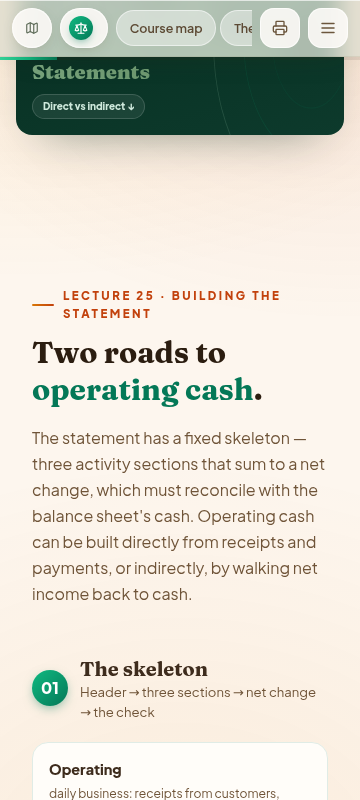 Course map
The
Statements
Direct vs indirect ↓
LECTURE 25 · BUILDING THE
STATEMENT
Two roads to
operating cash.
The statement has a fixed skeleton —
three activity sections that sum to a net
change, which must reconcile with the
balance sheet's cash. Operating cash
can be built directly from receipts and
payments, or indirectly, by walking net
income back to cash.
01
The skeleton
Header → three sections → net change
→ the check
Operating
daily business: receipts from customers,